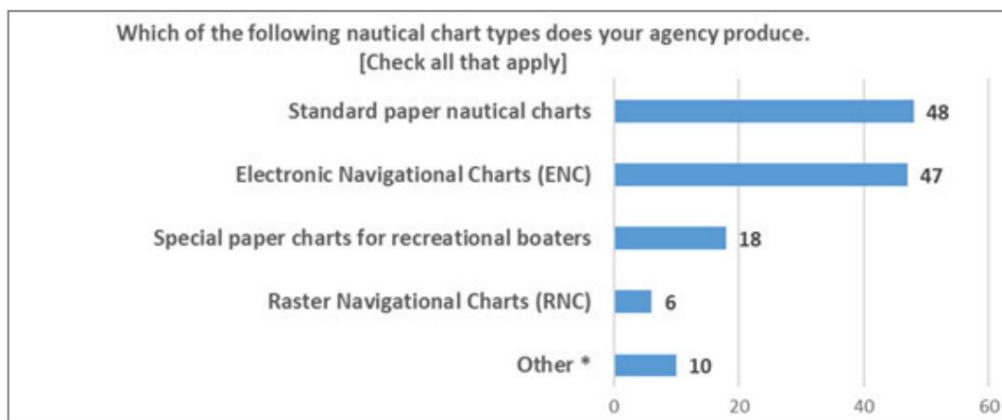 Which of the following nautical chart types does your agency produce.
[Check all that apply]
Standard paper nautical charts 48
Electronic Navigational Charts (ENC) 47
Special paper charts for recreational boaters 18
Raster Navigational Charts (RNC) 6
Other * 10
0 20 40 60